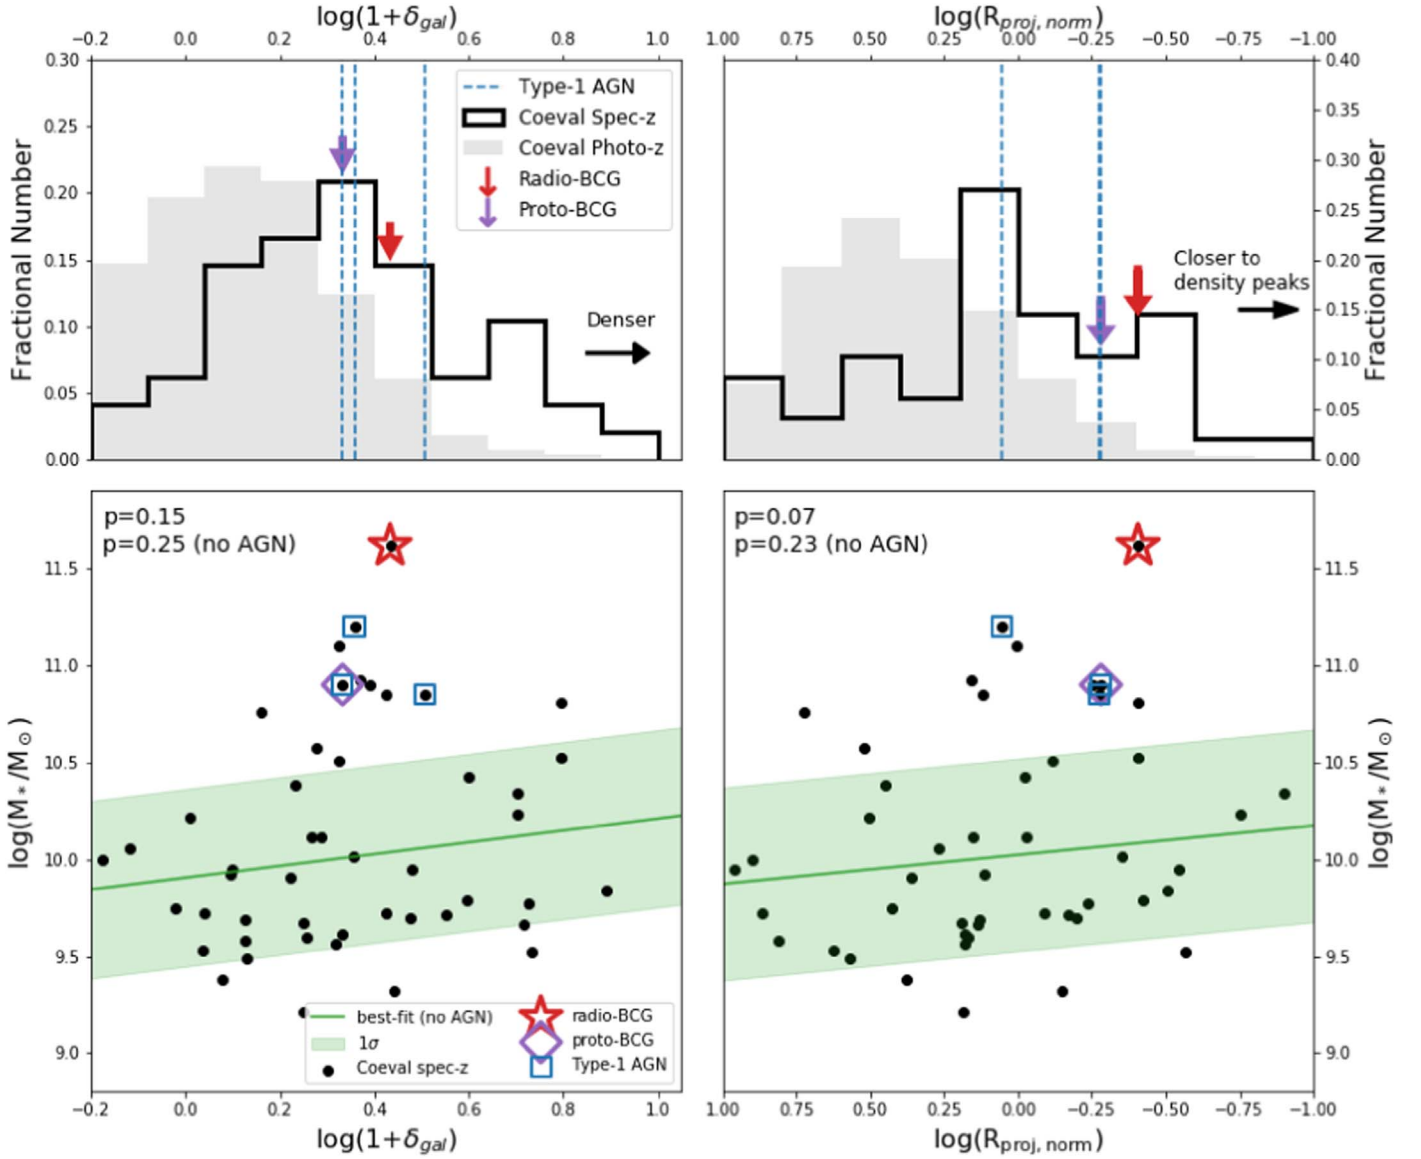 log(1+δgal)
−0.2 0.0 0.2 0.4 0.6 0.8 1.0
0.30
0.25
0.20
0.15
0.10
0.05
0.00
Fractional Number
Type-1 AGN
Coeval Spec-z
Coeval Photo-z
Radio-BCG
Proto-BCG
Denser
log(Rproj, norm)
1.00 0.75 0.50 0.25 0.00 −0.25 −0.50 −0.75 −1.00
0.40
0.35
0.30
0.25
0.20
0.15
0.10
0.05
0.00
Fractional Number
Closer to
density peaks
p=0.15
p=0.25 (no AGN)
11.5
11.0
10.5
10.0
9.5
9.0
log(M*/M⊙)
best-fit (no AGN)
1σ
Coeval spec-z
radio-BCG
proto-BCG
Type-1 AGN
−0.2 0.0 0.2 0.4 0.6 0.8 1.0
log(1+δgal)
p=0.07
p=0.23 (no AGN)
11.5
11.0
10.5
10.0
9.5
9.0
log(M*/M⊙)
1.00 0.75 0.50 0.25 0.00 −0.25 −0.50 −0.75 −1.00
log(Rproj, norm)